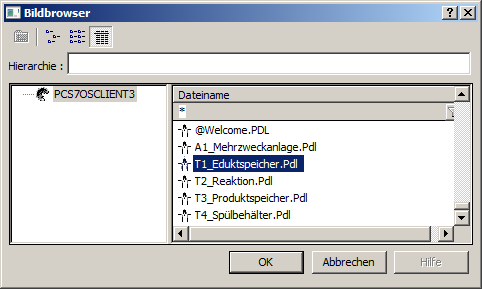 Bildbrowser
Hierarchie :
PCS7OSCLIENT3
Dateiname
*
@Welcome.PDL
A1_Mehrzweckanlage.Pdl
T1_Eduktspeicher.Pdl
T2_Reaktion.Pdl
T3_Produktspeicher.Pdl
T4_Spülbehälter.Pdl
OK
Abbrechen
Hilfe